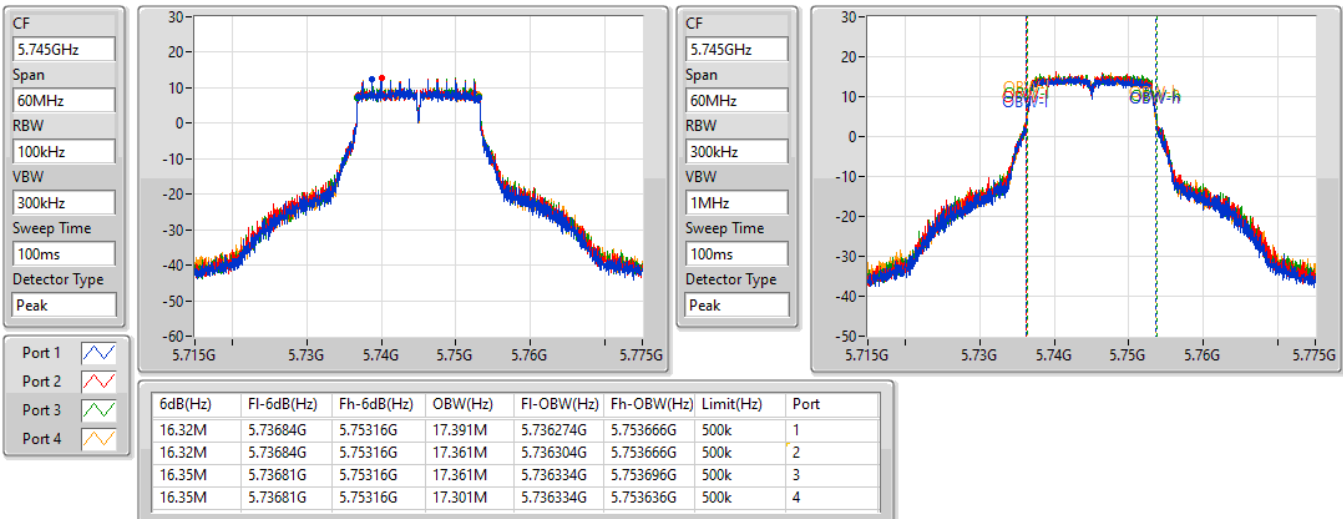 CF
5.745GHz
Span
60MHz
RBW
100kHz
VBW
300kHz
Sweep Time
100ms
Detector Type
Peak
30
20
10
0
-10
-20
-30
-40
-50
-60
5.715G 5.73G 5.74G 5.75G 5.76G 5.775G
CF
5.745GHz
Span
60MHz
RBW
300kHz
VBW
1MHz
Sweep Time
100ms
Detector Type
Peak
30
20
10
0
-10
-20
-30
-40
-50
OBW-l OBW-h
5.715G 5.73G 5.74G 5.75G 5.76G 5.775G
Port 1
Port 2
Port 3
Port 4
6dB(Hz) Fl-6dB(Hz) Fh-6dB(Hz) OBW(Hz) Fl-OBW(Hz) Fh-OBW(Hz) Limit(Hz) Port
16.32M 5.73684G 5.75316G 17.391M 5.736274G 5.753666G 500k 1
16.32M 5.73684G 5.75316G 17.361M 5.736304G 5.753666G 500k 2
16.35M 5.73681G 5.75316G 17.361M 5.736334G 5.753696G 500k 3
16.35M 5.73681G 5.75316G 17.301M 5.736334G 5.753636G 500k 4